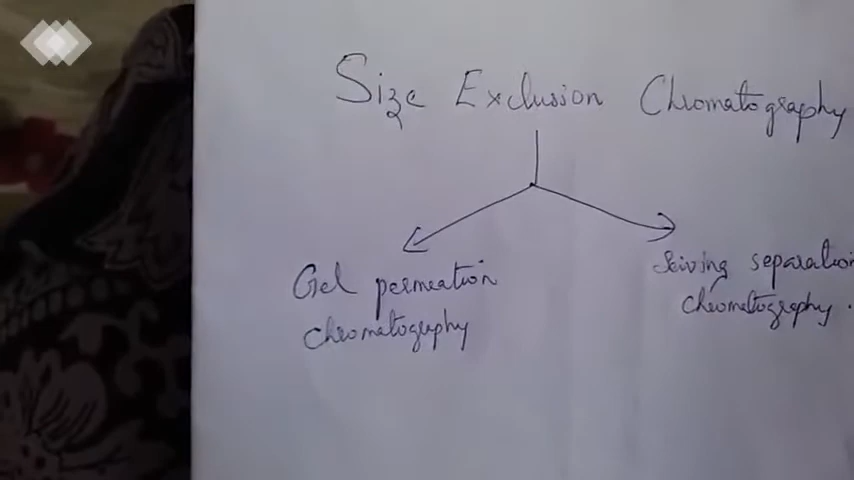 Size Exclusion Chromatography
Gel permeation
chromatography
Seiving separation
chromatography.